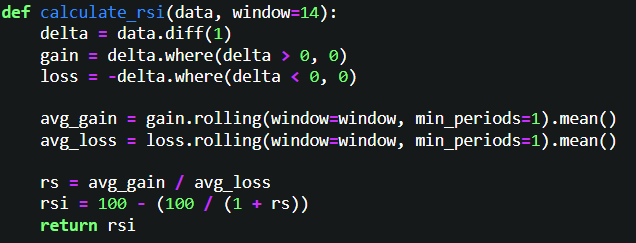 def calculate_rsi(data, window=14):
    delta = data.diff(1)
    gain = delta.where(delta > 0, 0)
    loss = -delta.where(delta < 0, 0)

    avg_gain = gain.rolling(window=window, min_periods=1).mean()
    avg_loss = loss.rolling(window=window, min_periods=1).mean()

    rs = avg_gain / avg_loss
    rsi = 100 - (100 / (1 + rs))
    return rsi